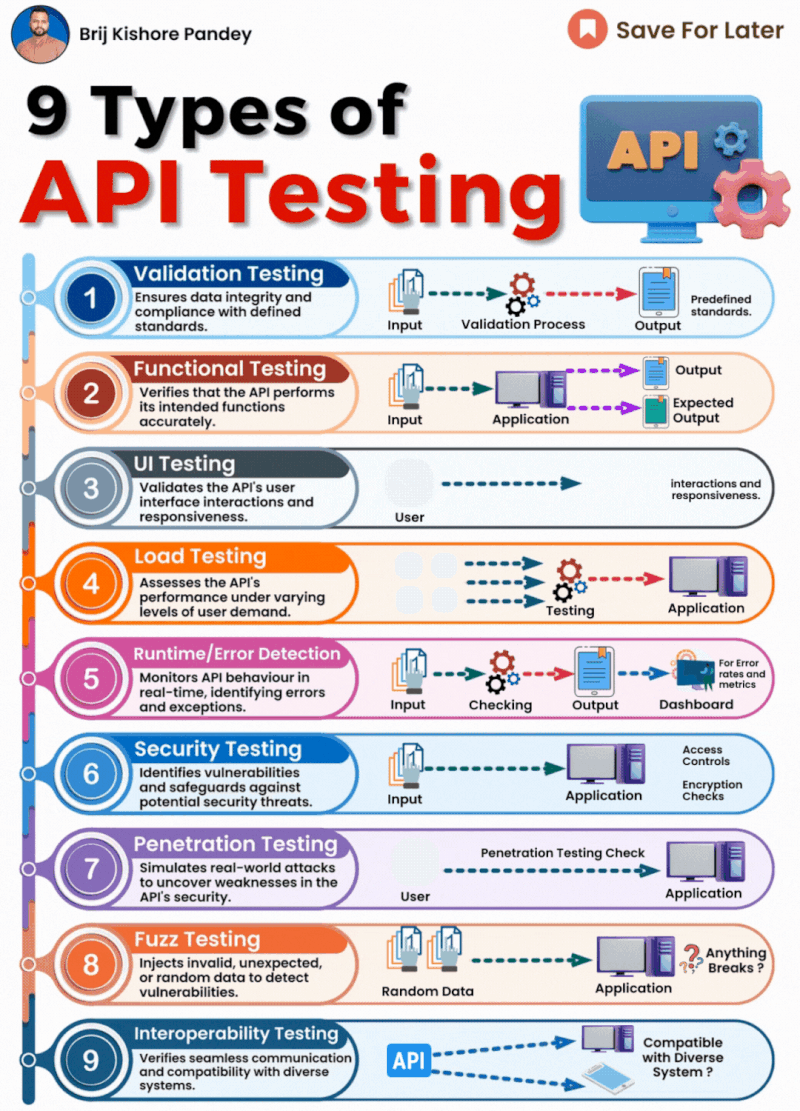 Brij Kishore Pandey
Save For Later
9 Types of
API Testing
API
1
Validation Testing
Ensures data integrity and
compliance with defined
standards.
Input
Validation Process
Output
Predefined
standards.
2
Functional Testing
Verifies that the API performs
its intended functions
accurately.
Input
Application
Output
Expected
Output
3
UI Testing
Validates the API's user
interface interactions and
responsiveness.
User
interactions and
responsiveness.
4
Load Testing
Assesses the API's
performance under varying
levels of user demand.
Testing
Application
5
Runtime/Error Detection
Monitors API behaviour in
real-time, identifying errors
and exceptions.
Input
Checking
Output
Dashboard
For Error
rates and
metrics
6
Security Testing
Identifies vulnerabilities
and safeguards against
potential security threats.
Input
Application
Access
Controls
Encryption
Checks
7
Penetration Testing
Simulates real-world attacks
to uncover weaknesses in the
API's security.
User
Penetration Testing Check
Application
8
Fuzz Testing
Injects invalid, unexpected,
or random data to detect
vulnerabilities.
Random Data
Application
Anything
Breaks ?
9
Interoperability Testing
Verifies seamless communication
and compatibility with diverse
systems.
API
Compatible
with Diverse
System ?